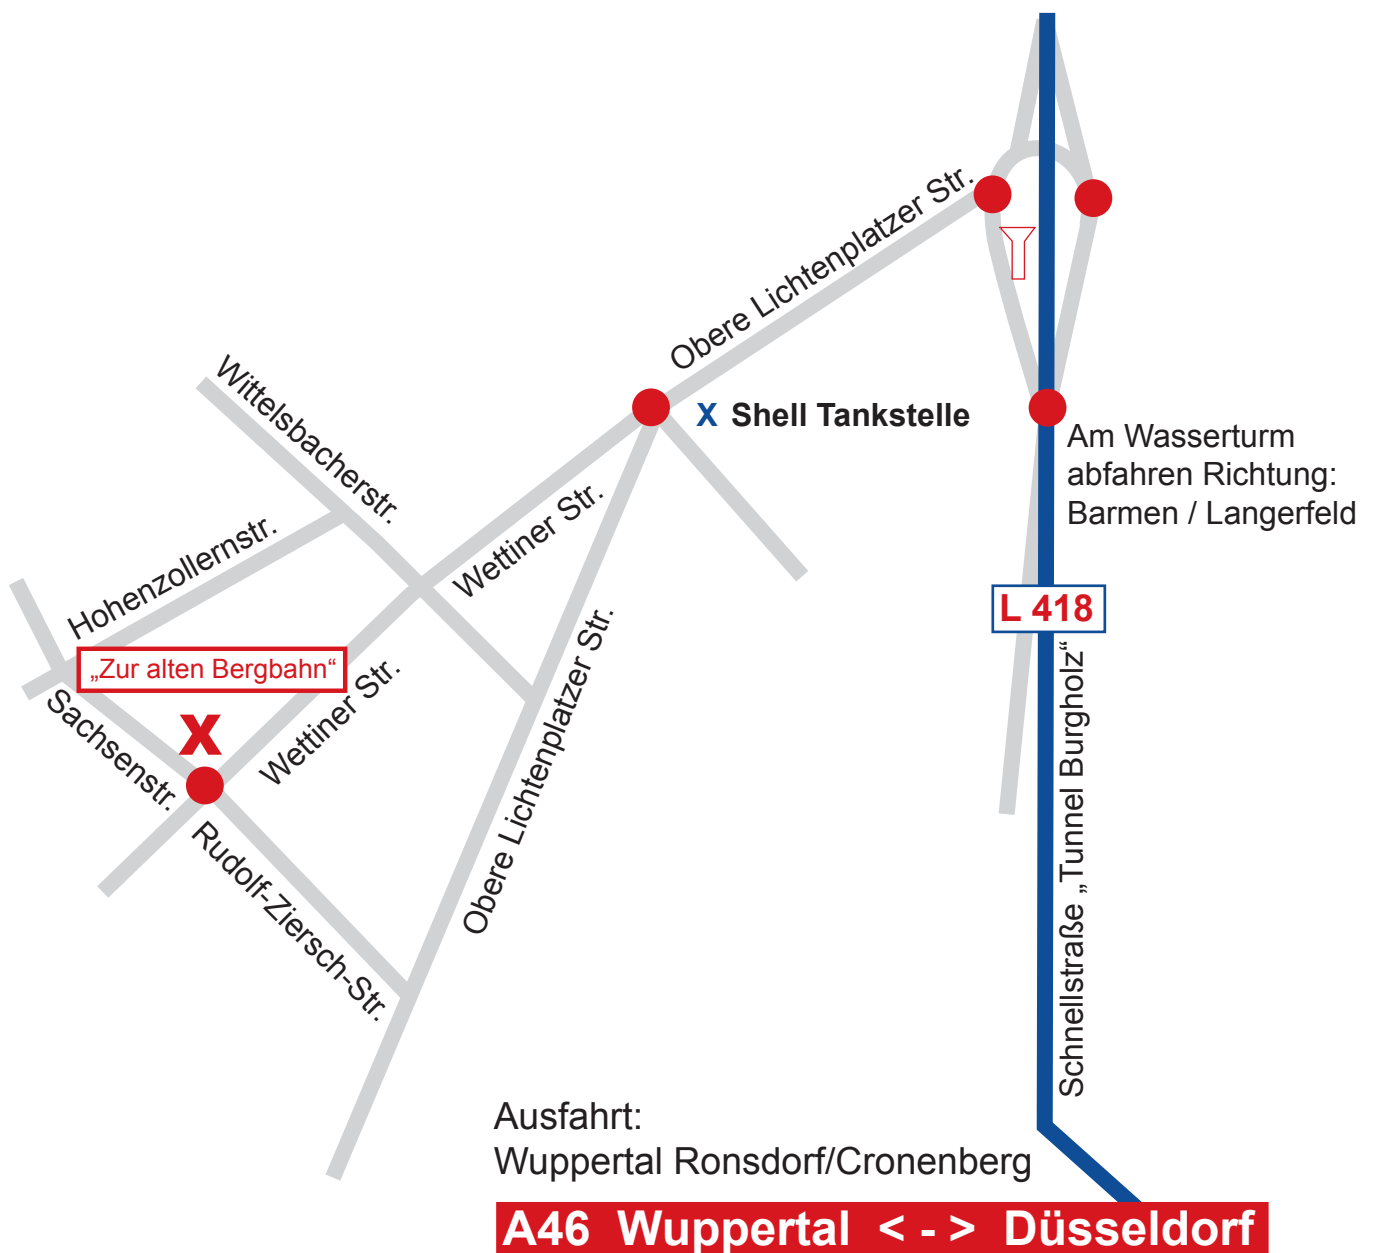 Obere Lichtenplatzer Str.
Wittelsbacherstr.
X Shell Tankstelle
Am Wasserturm
abfahren Richtung:
Barmen / Langerfeld
Hohenzollernstr.
Wettiner Str.
L 418
„Zur alten Bergbahn“
X
Sachsenstr.
Wettiner Str.
Obere Lichtenplatzer Str.
Rudolf-Ziersch-Str.
Schnellstraße „Tunnel Burgholz“
Ausfahrt:
Wuppertal Ronsdorf/Cronenberg
A46 Wuppertal < - > Düsseldorf